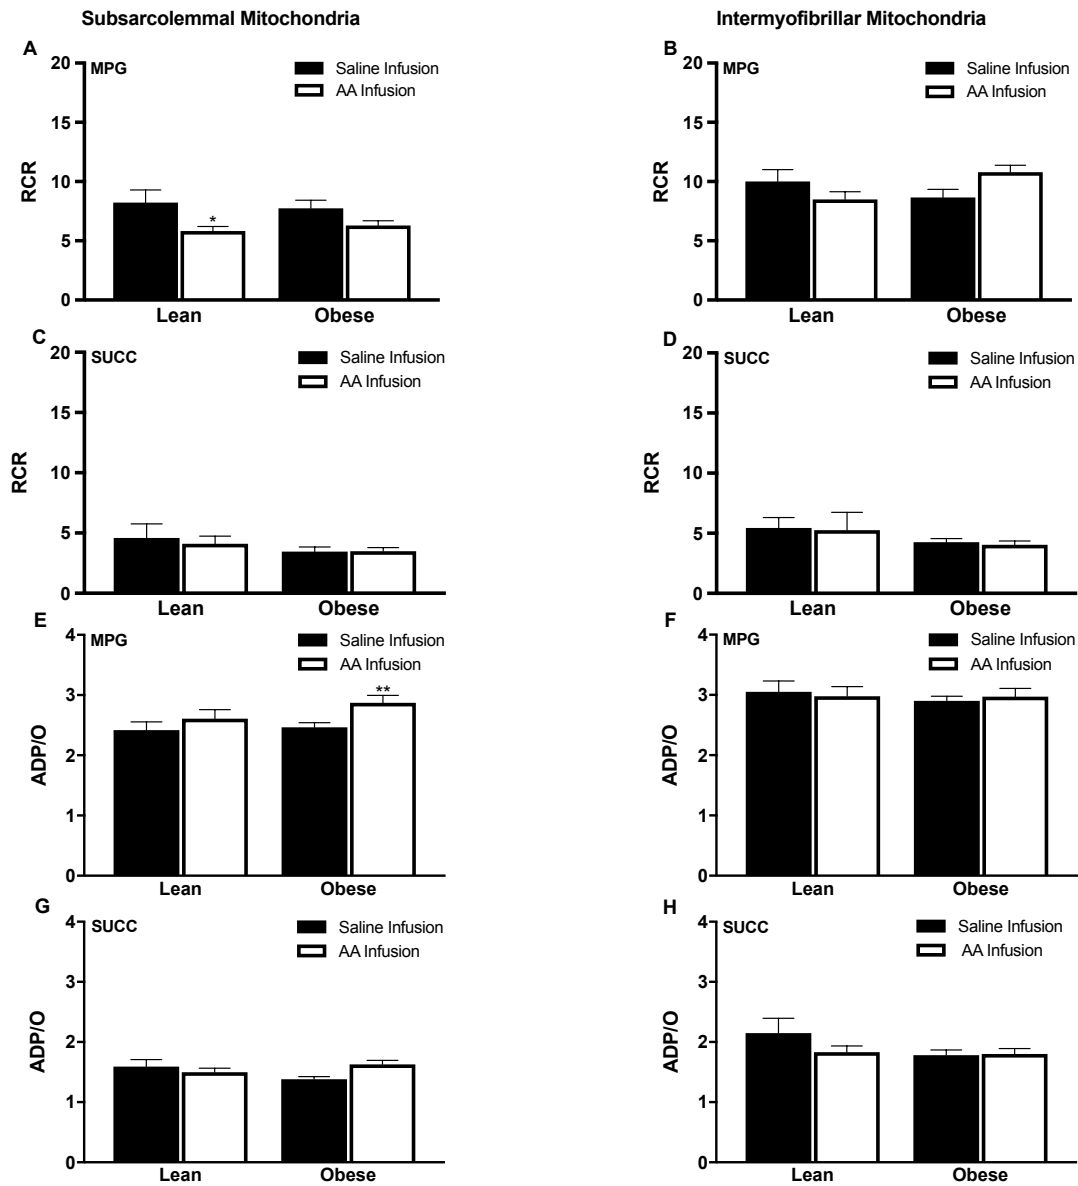 Subsarcolemmal Mitochondria
Intermyofibrillar Mitochondria
A
MPG
Saline Infusion
AA Infusion
RCR
20
15
10
5
0
*
Lean
Obese
B
MPG
Saline Infusion
AA Infusion
RCR
20
15
10
5
0
Lean
Obese
C
SUCC
Saline Infusion
AA Infusion
RCR
20
15
10
5
0
Lean
Obese
D
SUCC
Saline Infusion
AA Infusion
RCR
20
15
10
5
0
Lean
Obese
E
MPG
Saline Infusion
AA Infusion
ADP/O
4
3
2
1
0
**
Lean
Obese
F
MPG
Saline Infusion
AA Infusion
ADP/O
4
3
2
1
0
Lean
Obese
G
SUCC
Saline Infusion
AA Infusion
ADP/O
4
3
2
1
0
Lean
Obese
H
SUCC
Saline Infusion
AA Infusion
ADP/O
4
3
2
1
0
Lean
Obese